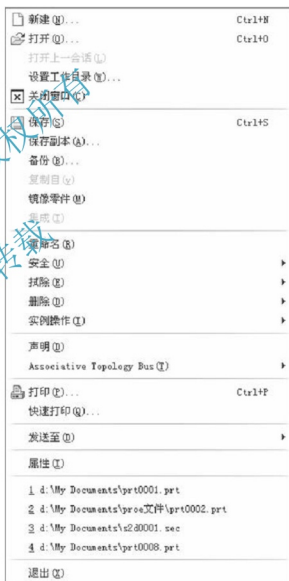 新建(N)... Ctrl+N
打开(O)... Ctrl+O
打开上一会话(L)
设置工作目录(W)...
关闭窗口(C)
保存(S) Ctrl+S
保存副本(A)...
备份(B)...
复制自(Y)
镜像零件(M)
集成(I)
重命名(R)
安全(U)
拭除(E)
删除(D)
实例操作(I)
声明(D)
Associative Topology Bus(T)
打印(P)... Ctrl+P
快速打印(Q)...
发送至(D)
属性(I)
1 d:\My Documents\prt0001.prt
2 d:\My Documents\proe文件\prt0002.prt
3 d:\My Documents\s2d0001.sec
4 d:\My Documents\prt0008.prt
退出(X)
权所有
转载